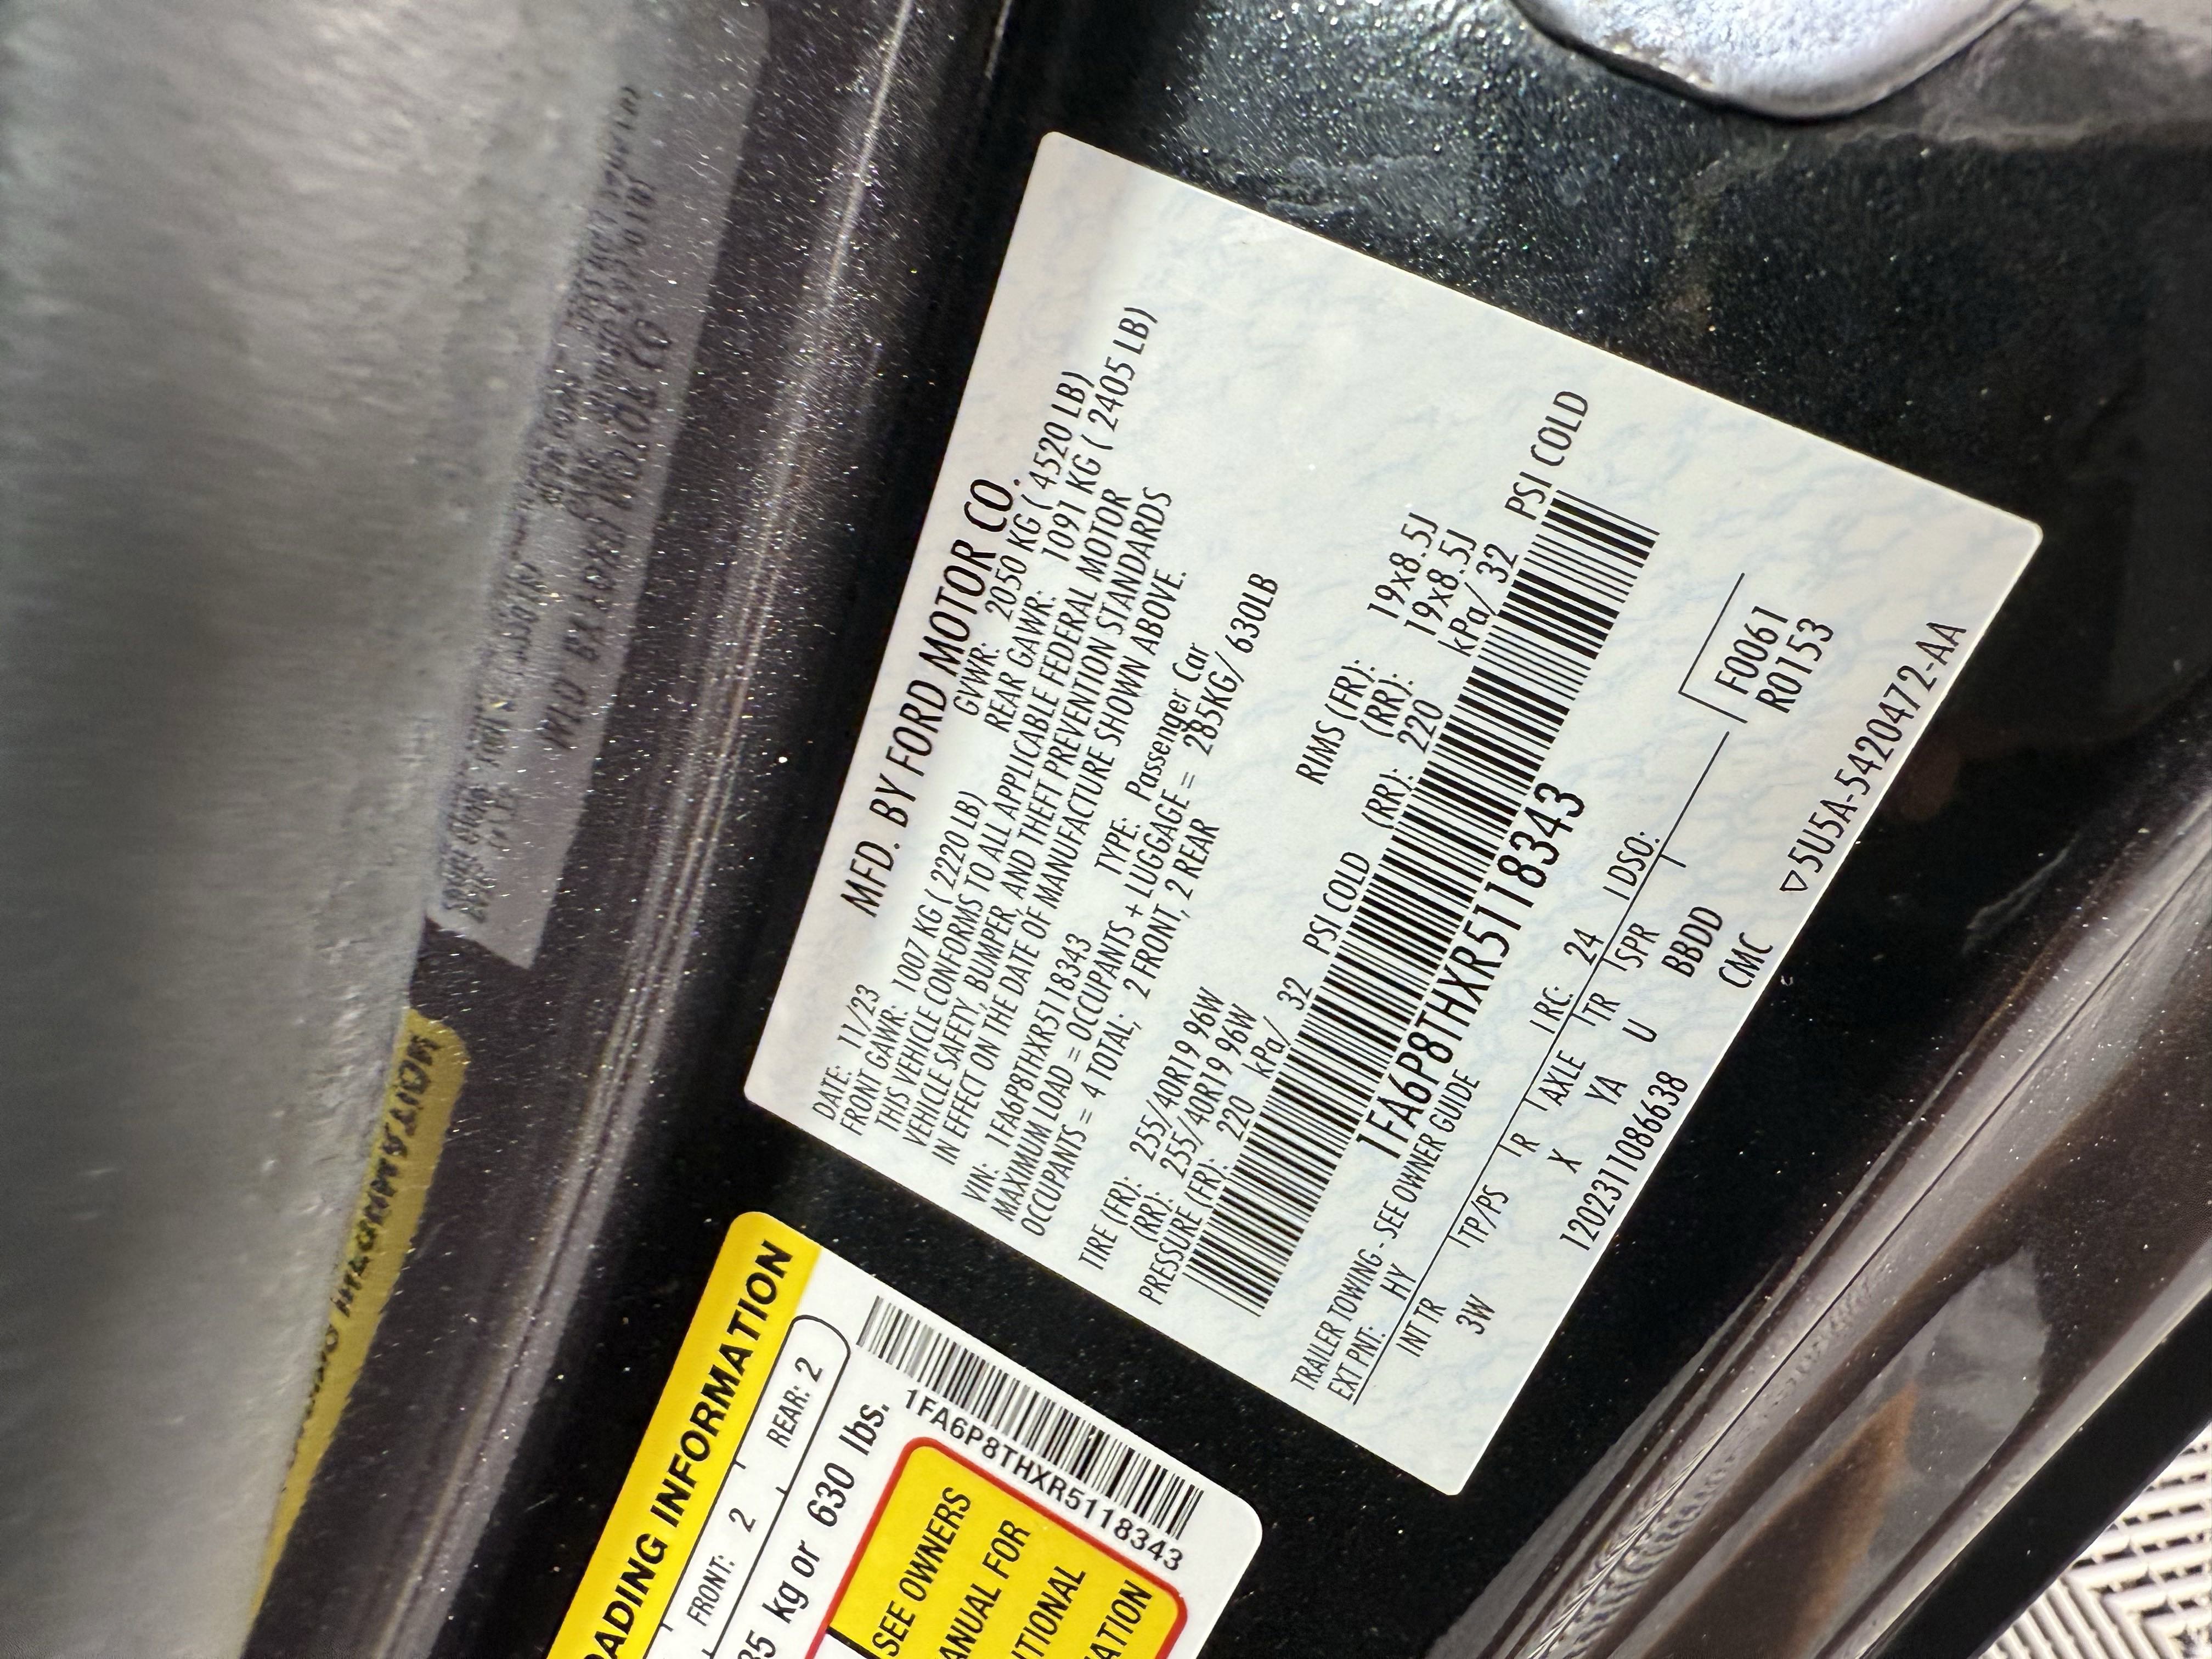 MFD. BY FORD MOTOR CO.
DATE: 11/23 GVWR: 2050 KG ( 4520 LB)
FRONT GAWR: 1007 KG ( 2220 LB) REAR GAWR: 1091 KG ( 2405 LB)
THIS VEHICLE CONFORMS TO ALL APPLICABLE FEDERAL MOTOR
VEHICLE SAFETY, BUMPER, AND THEFT PREVENTION STANDARDS
IN EFFECT ON THE DATE OF MANUFACTURE SHOWN ABOVE.
VIN: 1FA6P8THXR5118343 TYPE: Passenger Car
MAXIMUM LOAD = OCCUPANTS + LUGGAGE = 285KG/ 630LB
OCCUPANTS = 4 TOTAL; 2 FRONT, 2 REAR
TIRE (FR): 255/40R19 96W RIMS (FR): 19x8.5J
(RR): 255/40R19 96W (RR): 19x8.5J
PRESSURE (FR): 220 kPa/ 32 PSI COLD (RR): 220 kPa/ 32 PSI COLD
1FA6P8THXR5118343
TRAILER TOWING - SEE OWNER GUIDE
EXT PNT: HY RC: 24 DSO:
INT TR TP/PS R AXLE TR SPR
3W X YA U BBDD
F0061
R0153
12023110866638 CMC
▽5U5A-5420472-AA
ADING INFORMATION
FRONT: 2 REAR: 2
kg or 630 lbs.
1FA6P8THXR5118343
SEE OWNERS
FOR